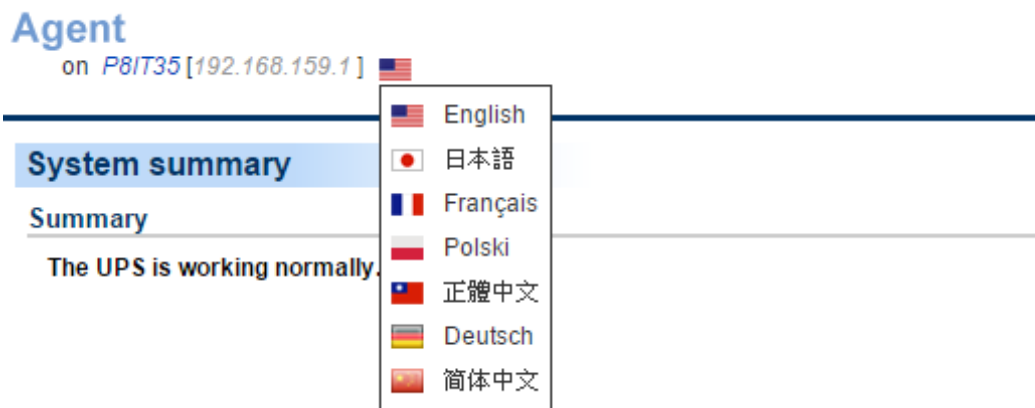 Agent
on P8IT35 [192.168.159.1]
English
日本語
System summary
Français
Summary
Polski
The UPS is working normally.
正體中文
Deutsch
简体中文